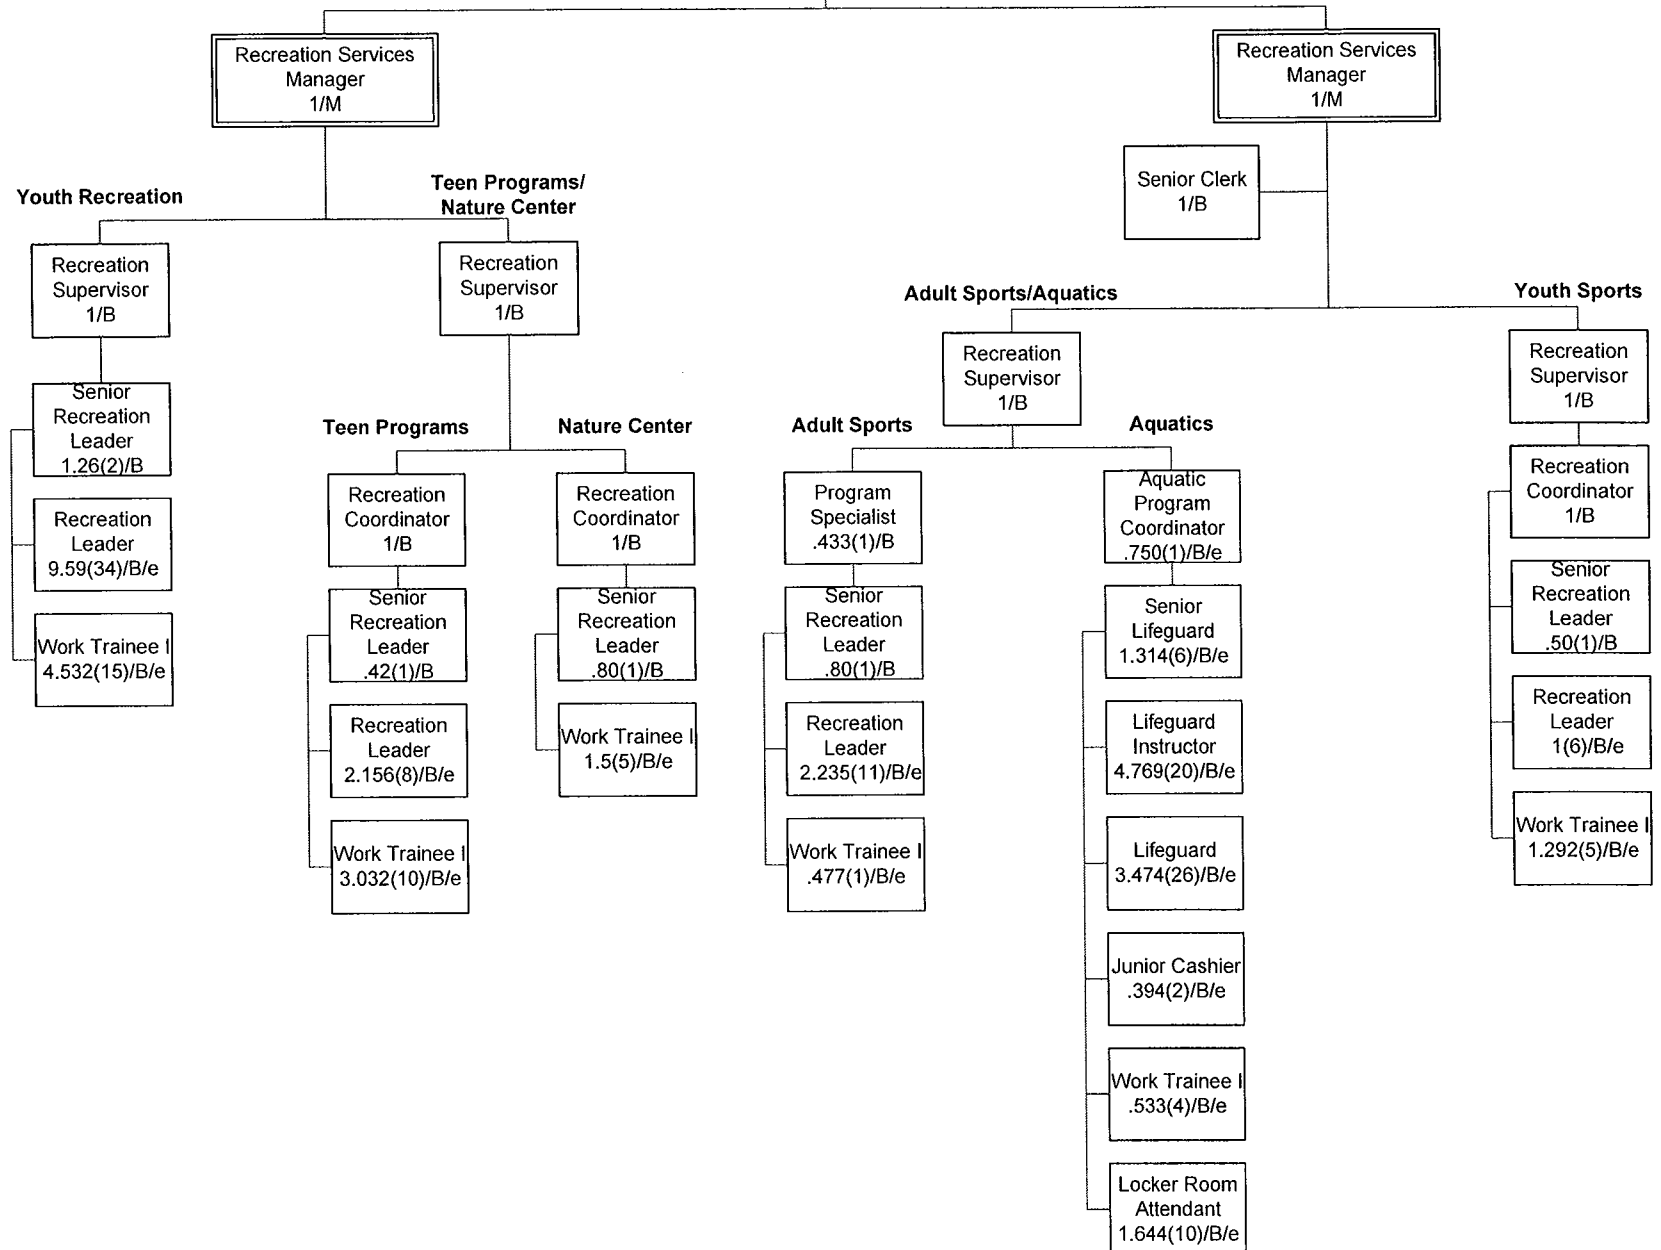 Recreation Services
Manager
1/M
Recreation Services
Manager
1/M
Senior Clerk
1/B
Youth Recreation
Teen Programs/
Nature Center
Recreation
Supervisor
1/B
Recreation
Supervisor
1/B
Adult Sports/Aquatics
Youth Sports
Recreation
Supervisor
1/B
Recreation
Supervisor
1/B
Senior
Recreation
Leader
1.26(2)/B
Recreation
Leader
9.59(34)/B/e
Work Trainee I
4.532(15)/B/e
Teen Programs
Nature Center
Recreation
Coordinator
1/B
Senior
Recreation
Leader
.42(1)/B
Recreation
Leader
2.156(8)/B/e
Work Trainee I
3.032(10)/B/e
Recreation
Coordinator
1/B
Senior
Recreation
Leader
.80(1)/B
Work Trainee I
1.5(5)/B/e
Adult Sports
Aquatics
Program
Specialist
.433(1)/B
Senior
Recreation
Leader
.80(1)/B
Recreation
Leader
2.235(11)/B/e
Work Trainee I
.477(1)/B/e
Aquatic
Program
Coordinator
.750(1)/B/e
Senior
Lifeguard
1.314(6)/B/e
Lifeguard
Instructor
4.769(20)/B/e
Lifeguard
3.474(26)/B/e
Junior Cashier
.394(2)/B/e
Work Trainee I
.533(4)/B/e
Locker Room
Attendant
1.644(10)/B/e
Recreation
Coordinator
1/B
Senior
Recreation
Leader
.50(1)/B
Recreation
Leader
1(6)/B/e
Work Trainee I
1.292(5)/B/e